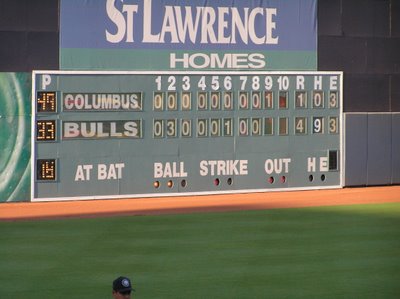 ST LAWRENCE
HOMES
P 1 2 3 4 5 6 7 8 9 10 R H E
COLUMBUS 0 0 0 0 0 0 0 0 1 1 0 3
33 BULLS 0 3 0 0 0 1 0 0 4 9 3
AT BAT BALL STRIKE OUT H E